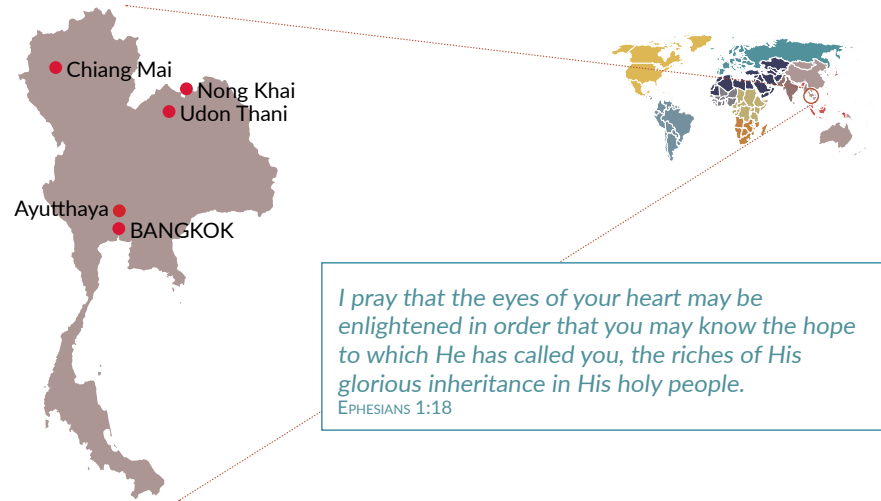 Chiang Mai
Nong Khai
Udon Thani
Ayutthaya
BANGKOK
I pray that the eyes of your heart may be
enlightened in order that you may know the hope
to which He has called you, the riches of His
glorious inheritance in His holy people.
Ephesians 1:18